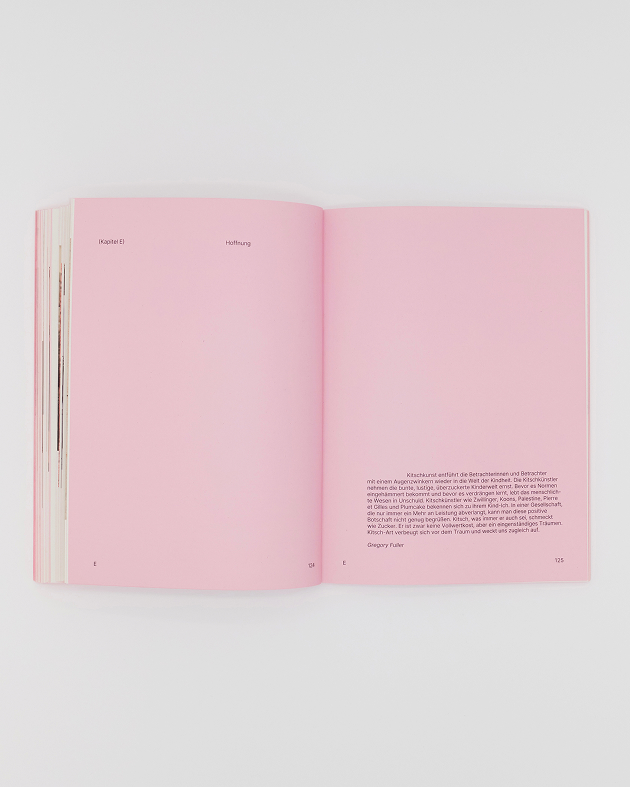 [Kapitel E]
Hoffnung
E
124
Kitschkunst entführt die Betrachterinnen und Betrachter
mit einem Augenzwinkern wieder in die Welt der Kindheit. Die Kitschkünstler
nehmen die bunte, lustige, überzuckerte Kinderwelt ernst. Bevor es Normen
eingehämmert bekommt und bevor es verdrängen lernt, lebt das menschlich-
te Wesen in Unschuld. Kitschkünstler wie Zwillinger, Koons, Palestine, Pierre
et Gilles und Plumcake bekennen sich zu ihrem Kind-Ich. In einer Gesellschaft,
die nur immer ein Mehr an Leistung abverlangt, kann man diese positive
Botschaft nicht genug begrüßen. Kitsch, was immer er auch sei, schmeckt
wie Zucker. Er ist zwar keine Vollwertkost, aber ein eigenständiges Träumen.
Kitsch-Art verbeugt sich vor dem Traum und weckt uns zugleich auf.
Gregory Fuller
E
125